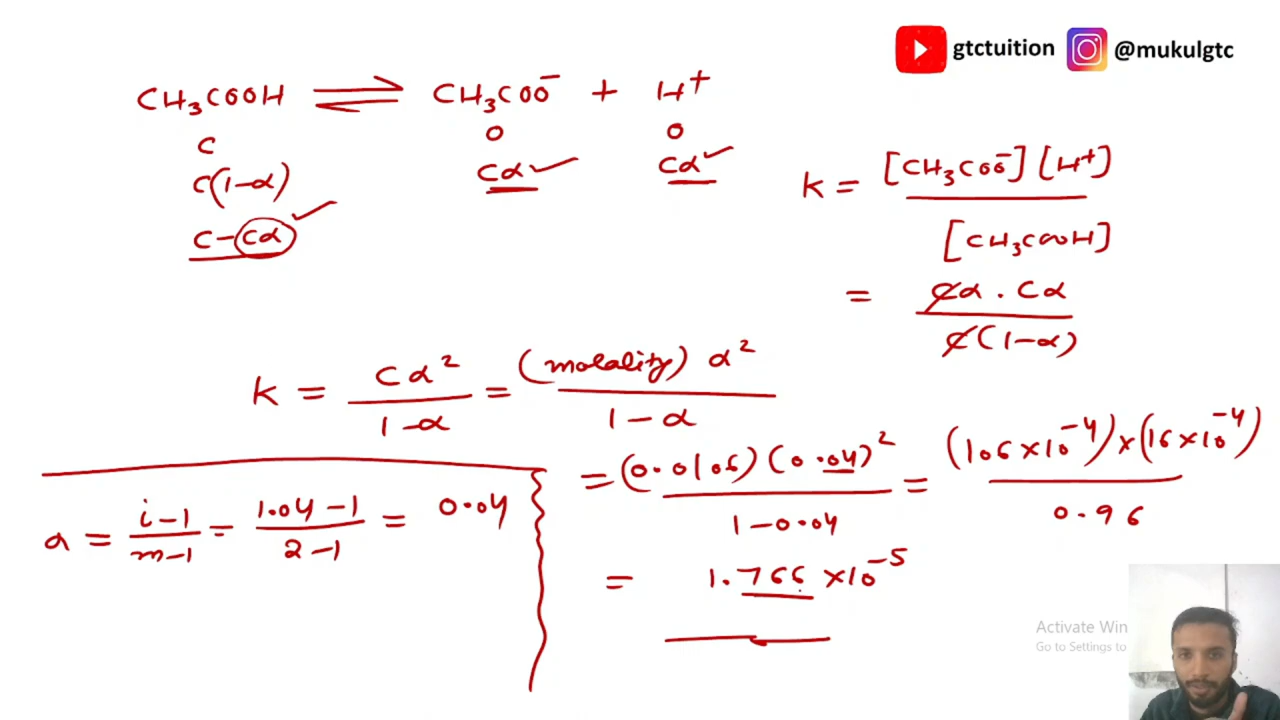 gtctuition @mukulgtc
CH₃COOH ⇌ CH₃COO⁻ + H⁺
C 0 0
C(1-α) Cα ✓ Cα ✓
C-Cα ✓
K = [CH₃COO⁻][H⁺] / [CH₃COOH]
= Cα . Cα / C(1-α)
K = Cα² / 1-α = (molality) α² / 1-α
= (0.0106)(0.04)² / 1-0.04 = (106×10⁻⁴)×(16×10⁻⁴) / 0.96
= 1.766 ×10⁻⁵
α = i-1 / m-1 = 1.04-1 / 2-1 = 0.04
Activate Win
Go to Settings to